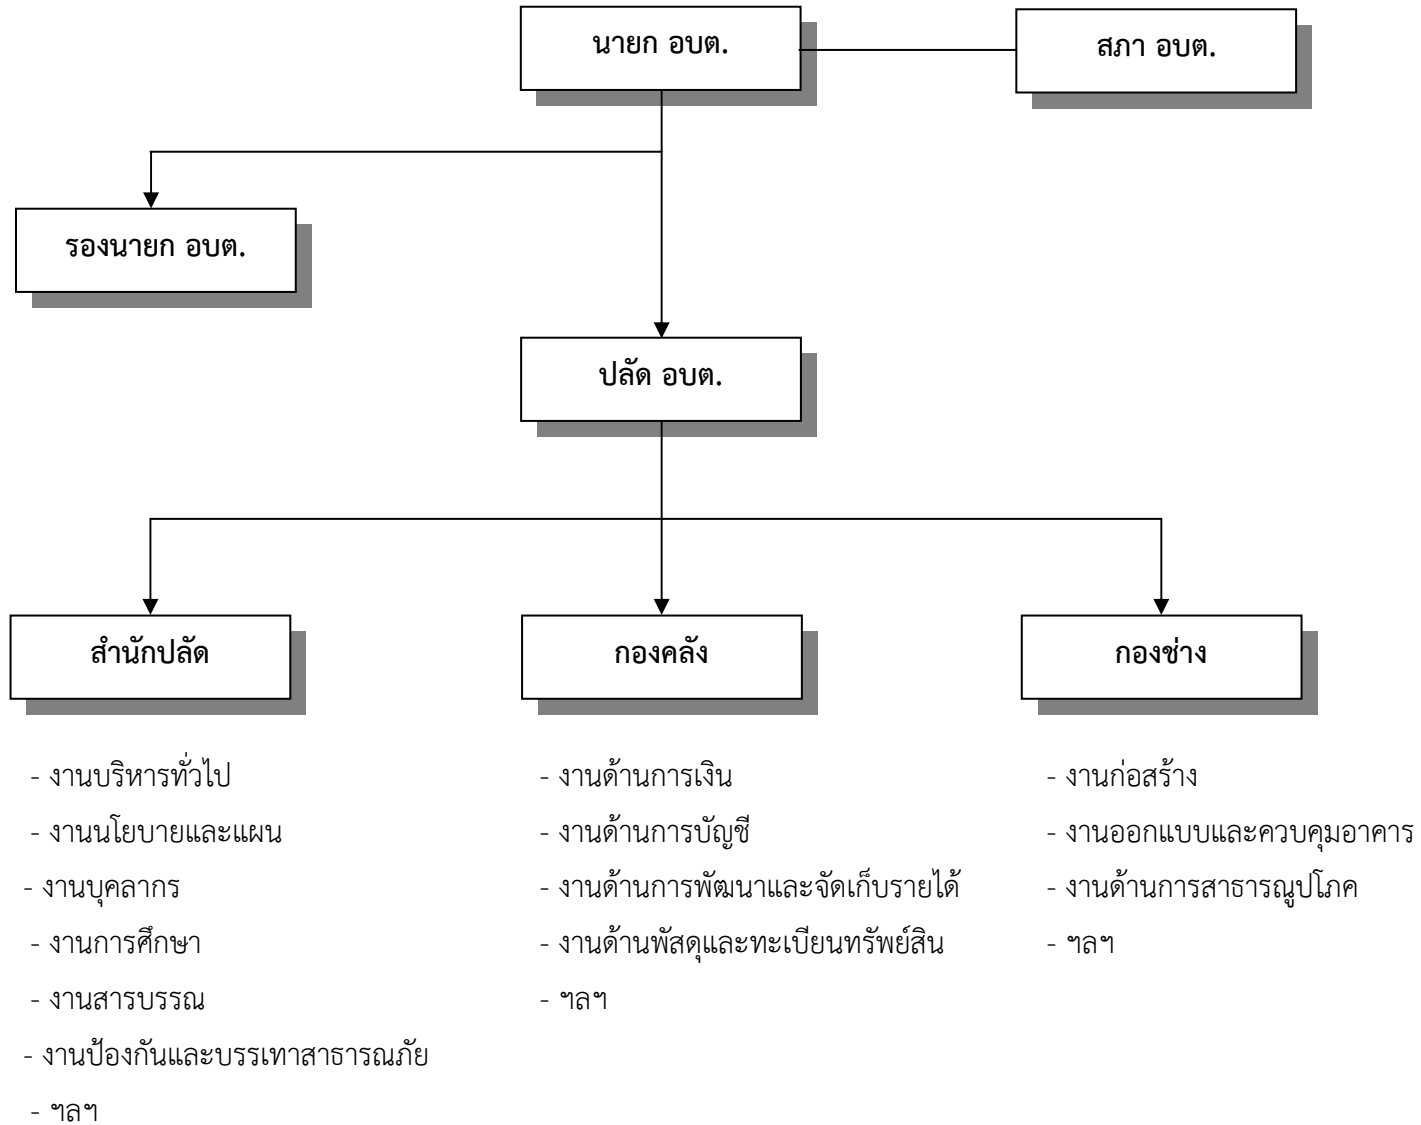 นายก อบต.
สภา อบต.
รองนายก อบต.
ปลัด อบต.
สำนักปลัด
กองคลัง
กองช่าง
- งานบริหารทั่วไป
- งานนโยบายและแผน
- งานบุคลากร
- งานการศึกษา
- งานสารบรรณ
- งานป้องกันและบรรเทาสาธารณภัย
- ฯลฯ
- งานด้านการเงิน
- งานด้านการบัญชี
- งานด้านการพัฒนาและจัดเก็บรายได้
- งานด้านพัสดุและทะเบียนทรัพย์สิน
- ฯลฯ
- งานก่อสร้าง
- งานออกแบบและควบคุมอาคาร
- งานด้านการสาธารณูปโภค
- ฯลฯ